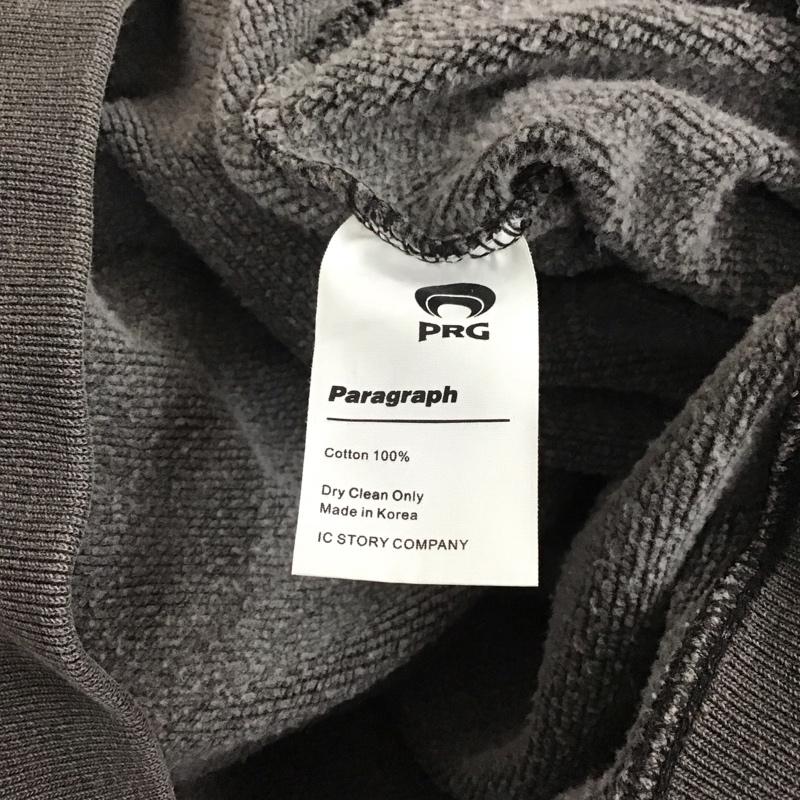 PRG
Paragraph
Cotton 100%
Dry Clean Only
Made in Korea
IC STORY COMPANY